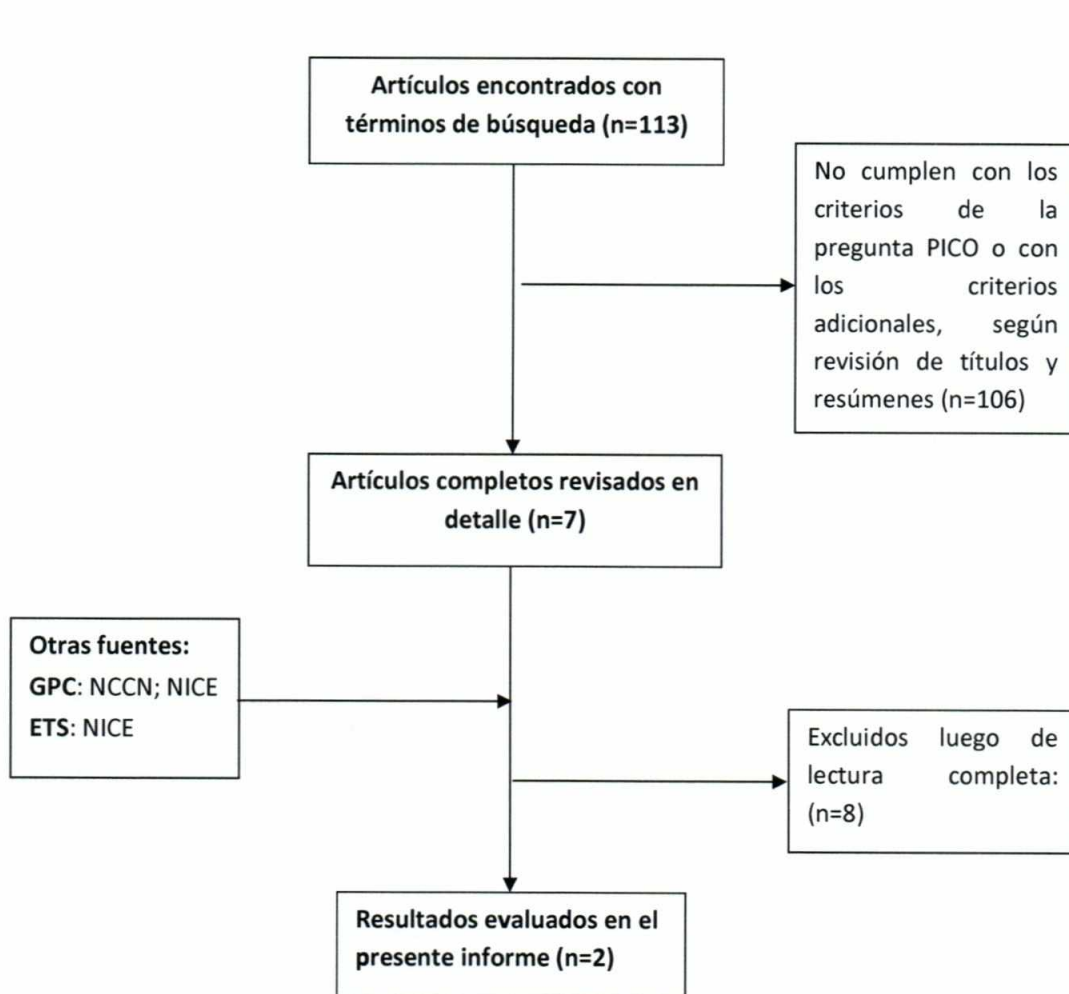 Artículos encontrados con
términos de búsqueda (n=113)
No cumplen con los
criterios de la
pregunta PICO o con
los criterios
adicionales, según
revisión de títulos y
resúmenes (n=106)
Artículos completos revisados en
detalle (n=7)
Otras fuentes:
GPC: NCCN; NICE
ETS: NICE
Excluidos luego de
lectura completa:
(n=8)
Resultados evaluados en el
presente informe (n=2)